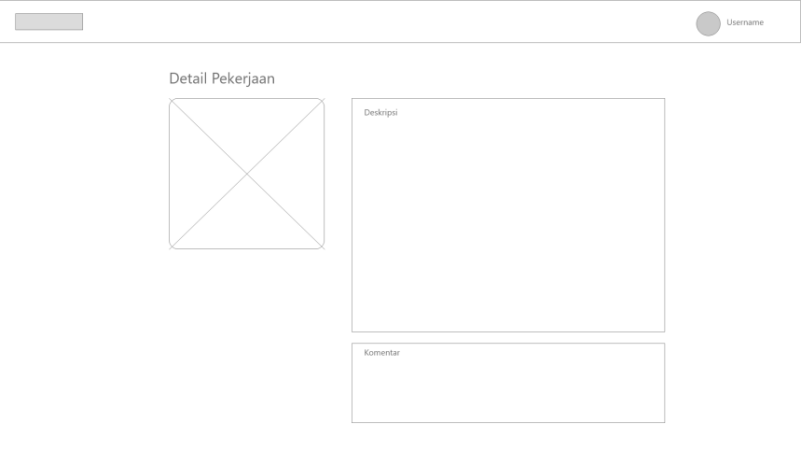 Username
Detail Pekerjaan
Deskripsi
Komentar